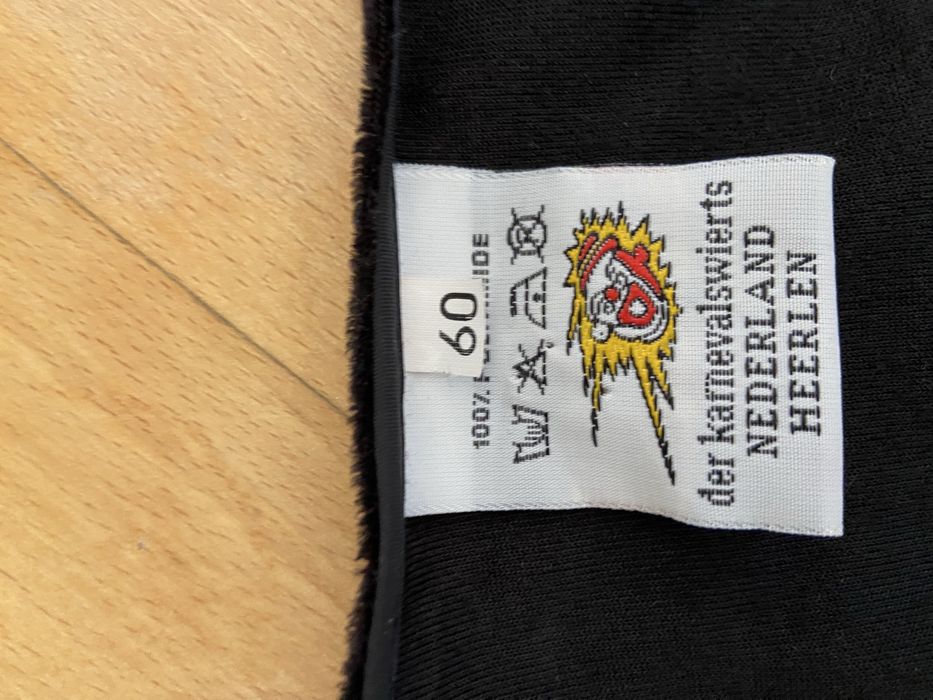 60
100%
der karnevalswierts
NEDERLAND
HEERLEN